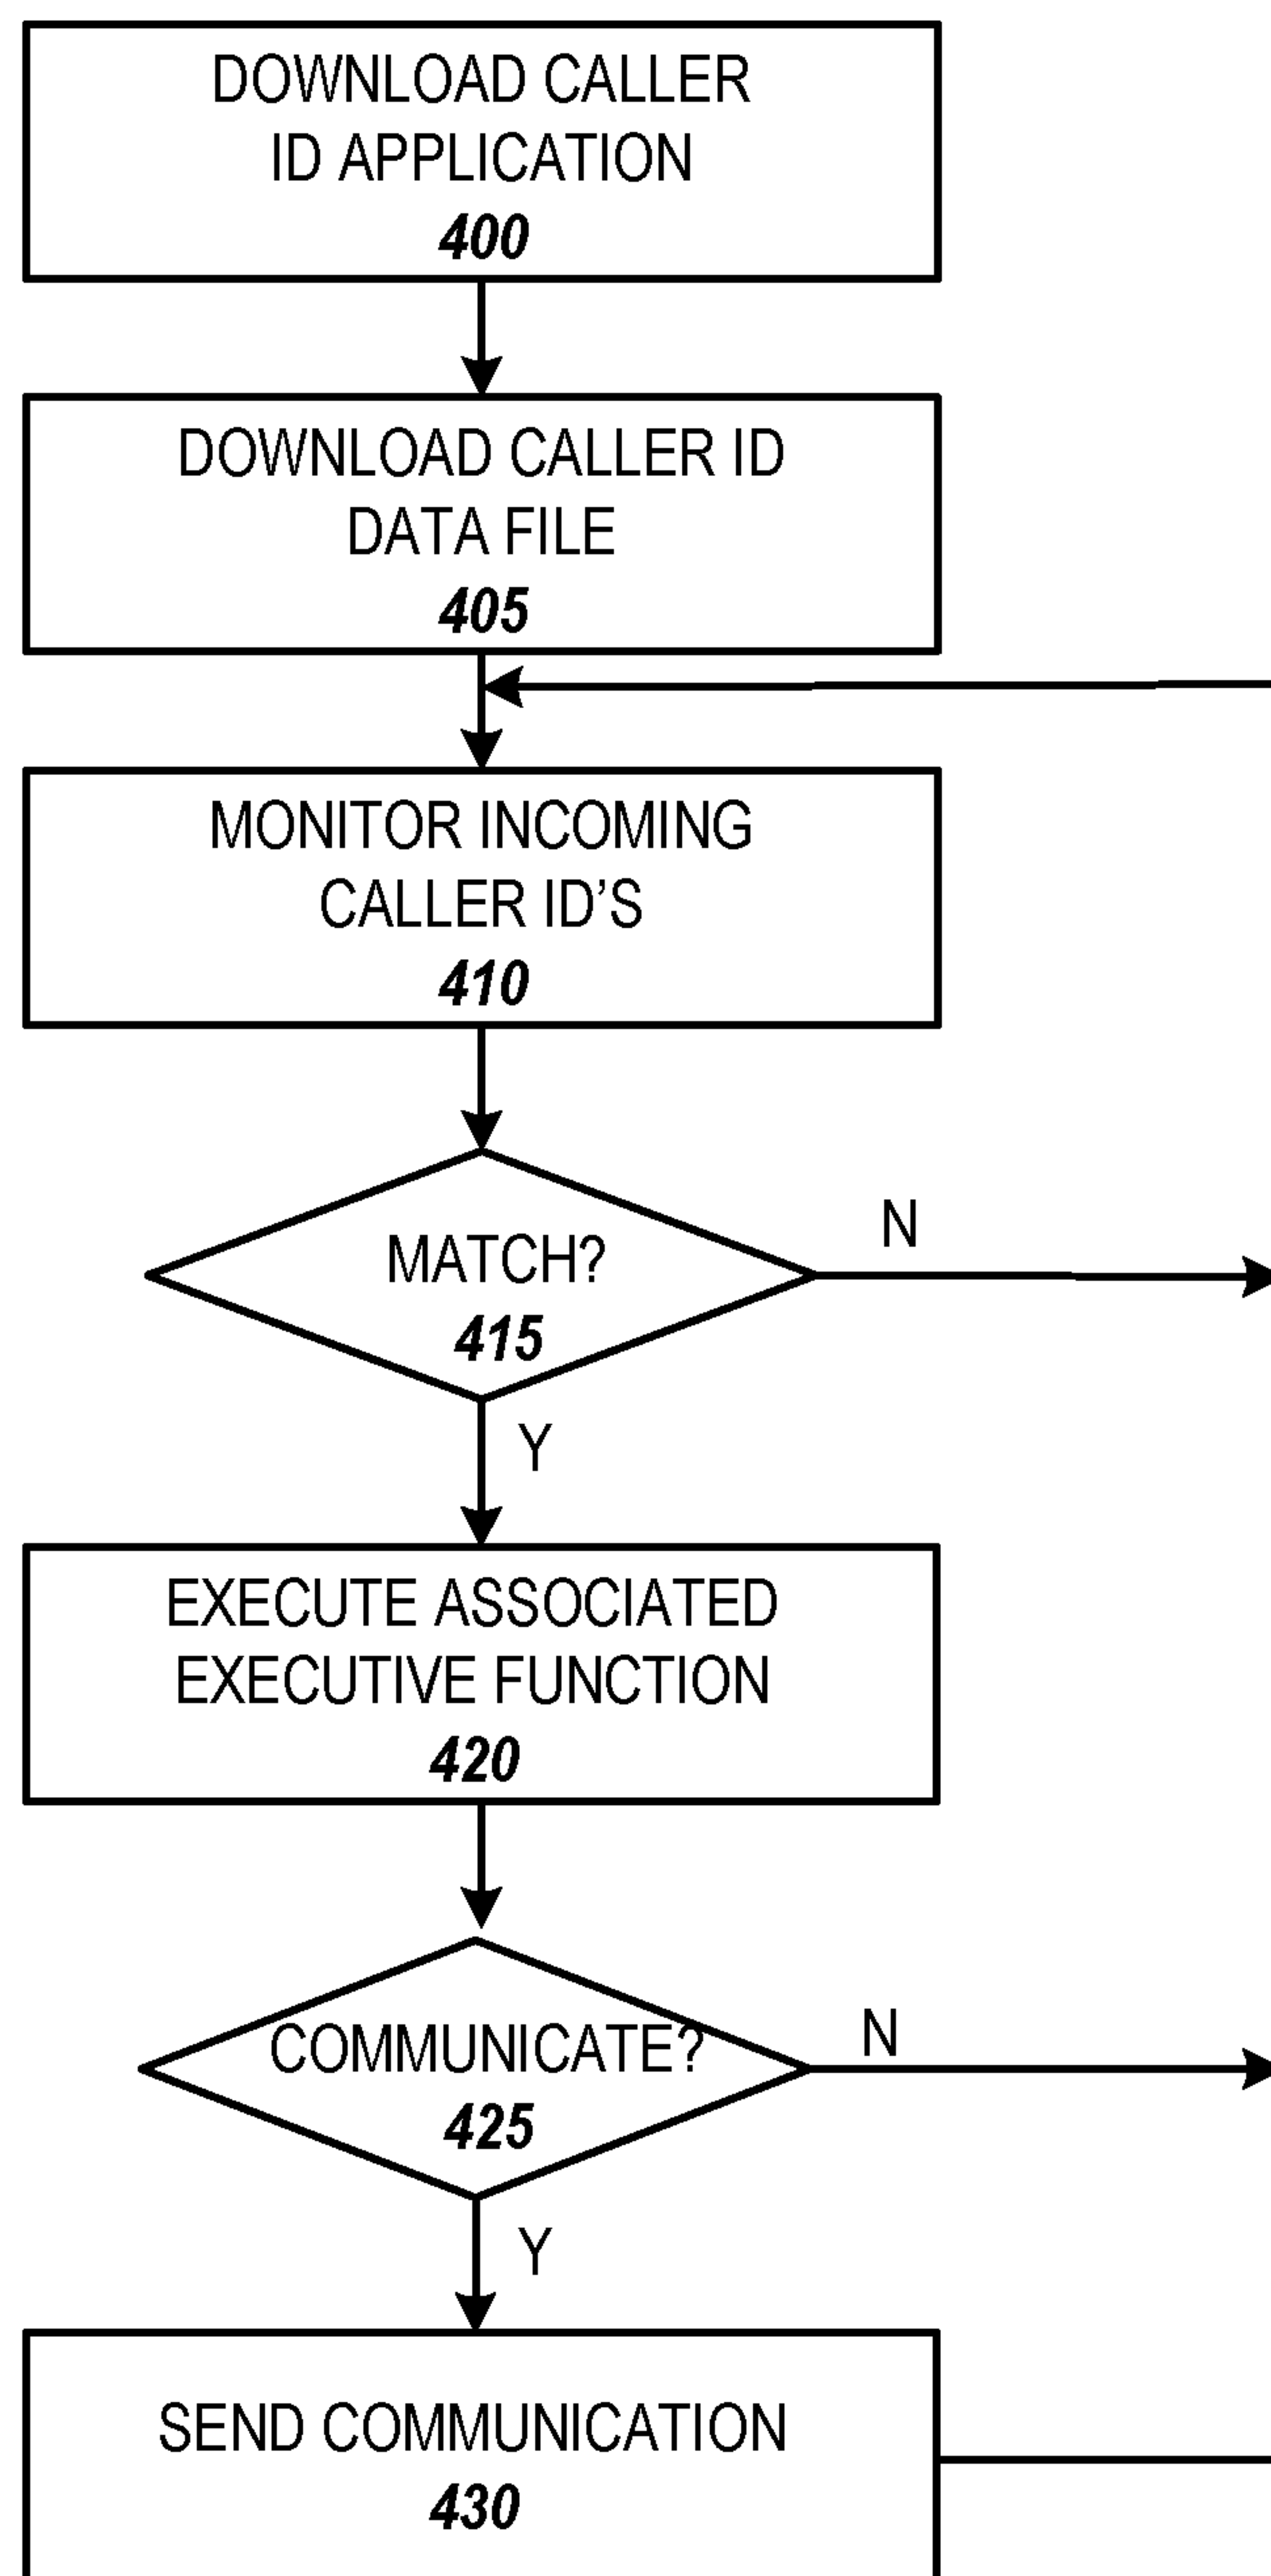 DOWNLOAD CALLER
ID APPLICATION
400
DOWNLOAD CALLER ID
DATA FILE
405
MONITOR INCOMING
CALLER ID’S
410
MATCH?
415
N
Y
EXECUTE ASSOCIATED
EXECUTIVE FUNCTION
420
COMMUNICATE?
425
N
Y
SEND COMMUNICATION
430